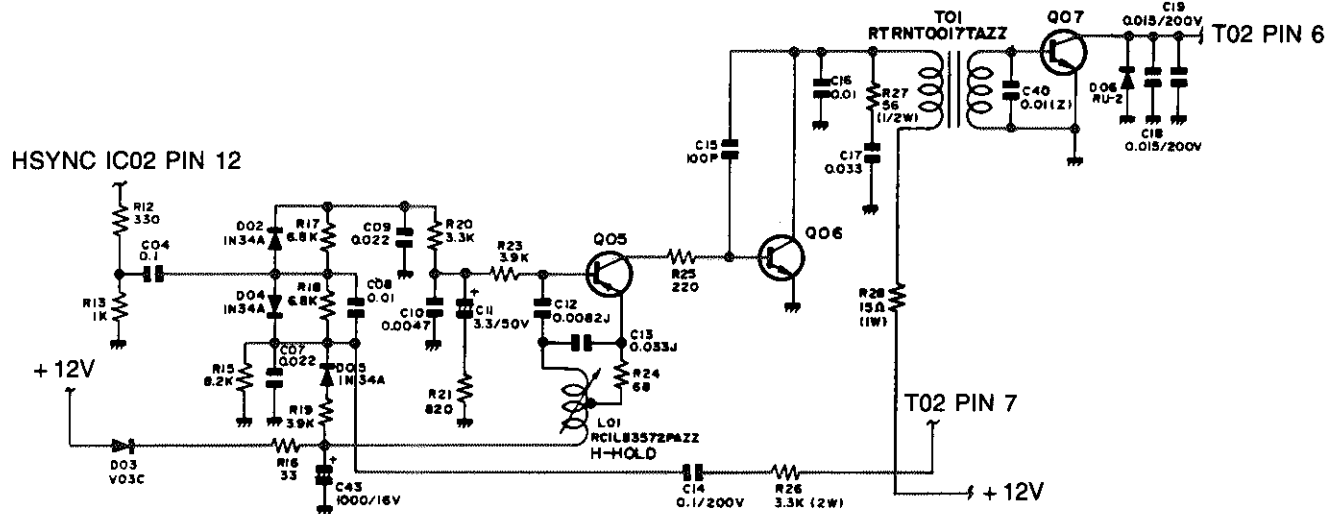 C19
0.015/200V
T02 PIN 6
T01
RTRNT0017TAZZ
Q07
C16
0.01
R27
56
(1/2W)
C40
0.01(Z)
D06
RU-2
C18
0.015/200V
C15
100P
C17
0.033
HSYNC IC02 PIN 12
R12
330
C04
0.1
R13
1K
D02
1N34A
R17
6.8K
C09
0.022
R20
3.3K
R23
3.9K
Q05
Q06
R25
220
D04
1N34A
R18
6.8K
C08
0.01
C10
0.0047
+
C11
3.3/50V
C12
0.0082J
C13
0.033J
R24
68
R28
15Ω
(1W)
+12V
R15
8.2K
C07
0.022
D05
1N34A
R19
3.9K
R21
820
L01
RCILB3572PAZZ
H-HOLD
T02 PIN 7
D03
V03C
R16
33
+
C43
1000/16V
C14
0.1/200V
R26
3.3K (2W)
+12V